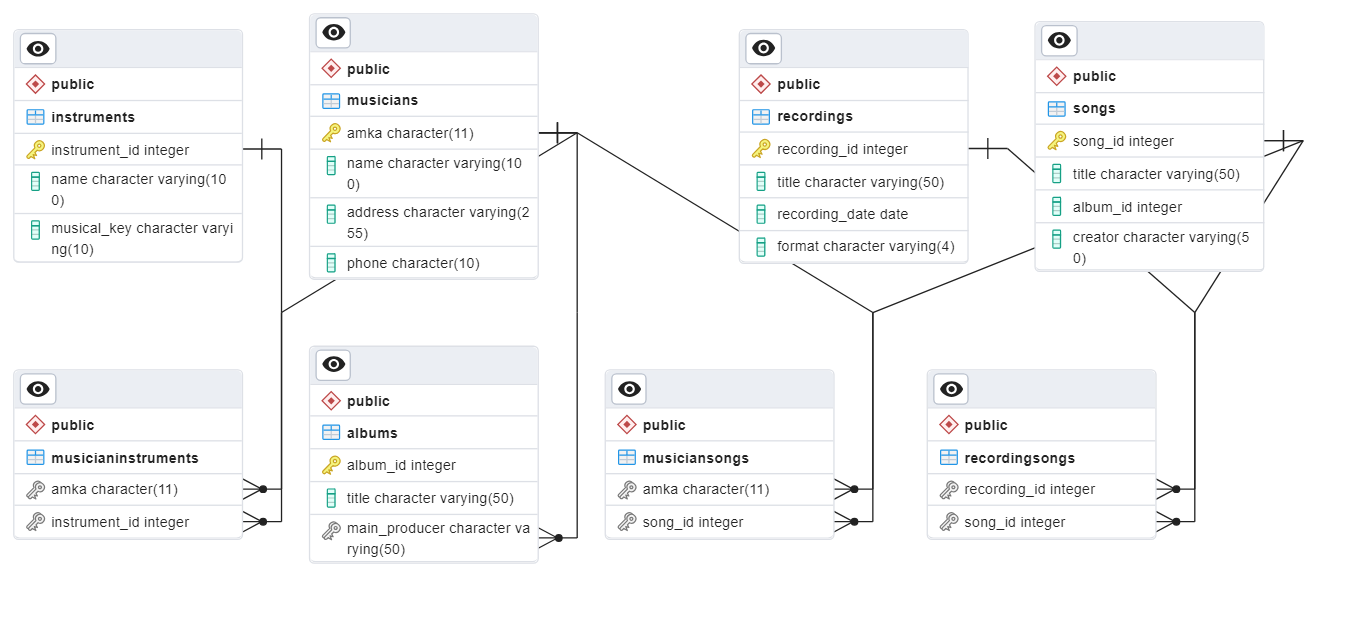 public
instruments
instrument_id integer
name character varying(10
0)
musical_key character varyi
ng(10)
public
musicians
amka character(11)
name character varying(10
0)
address character varying(2
55)
phone character(10)
public
recordings
recording_id integer
title character varying(50)
recording_date date
format character varying(4)
public
songs
song_id integer
title character varying(50)
album_id integer
creator character varying(5
0)
public
musicianinstruments
amka character(11)
instrument_id integer
public
albums
album_id integer
title character varying(50)
main_producer character va
rying(50)
public
musiciansongs
amka character(11)
song_id integer
public
recordingsongs
recording_id integer
song_id integer